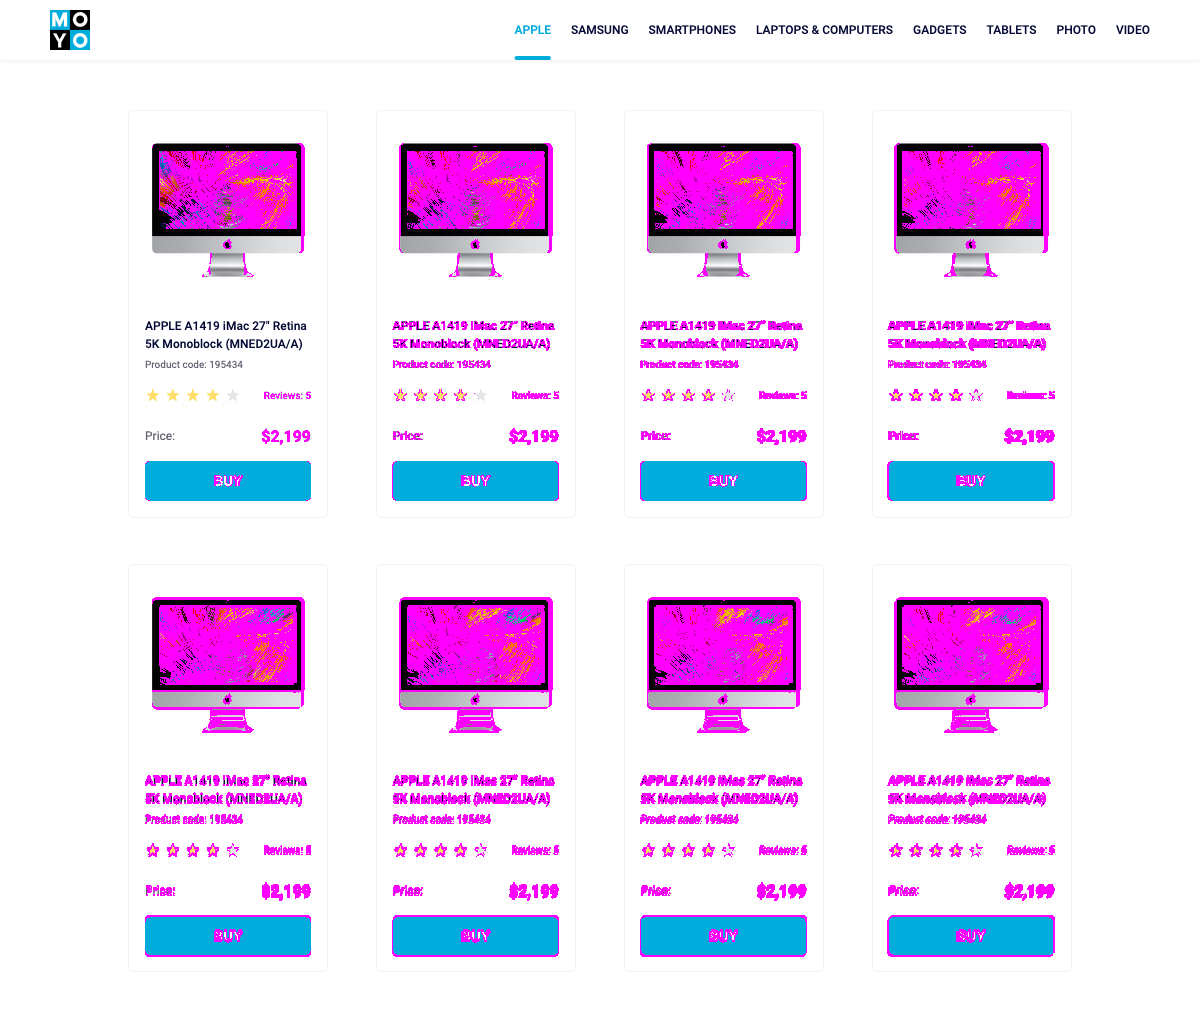 MO
YO
APPLE SAMSUNG SMARTPHONES LAPTOPS & COMPUTERS GADGETS TABLETS PHOTO VIDEO
APPLE A1419 iMac 27" Retina
5K Monoblock (MNED2UA/A)
Product code: 195434
Reviews: 5
Price: $2,199
BUY
APPLE A1419 iMac 27" Retina
5K Monoblock (MNED2UA/A)
Product code: 195434
Reviews: 5
Price: $2,199
BUY
APPLE A1419 iMac 27" Retina
5K Monoblock (MNED2UA/A)
Product code: 195434
Reviews: 5
Price: $2,199
BUY
APPLE A1419 iMac 27" Retina
5K Monoblock (MNED2UA/A)
Product code: 195434
Reviews: 5
Price: $2,199
BUY
APPLE A1419 iMac 27" Retina
5K Monoblock (MNED2UA/A)
Product code: 195434
Reviews: 5
Price: $2,199
BUY
APPLE A1419 iMac 27" Retina
5K Monoblock (MNED2UA/A)
Product code: 195434
Reviews: 5
Price: $2,199
BUY
APPLE A1419 iMac 27" Retina
5K Monoblock (MNED2UA/A)
Product code: 195434
Reviews: 5
Price: $2,199
BUY
APPLE A1419 iMac 27" Retina
5K Monoblock (MNED2UA/A)
Product code: 195434
Reviews: 5
Price: $2,199
BUY